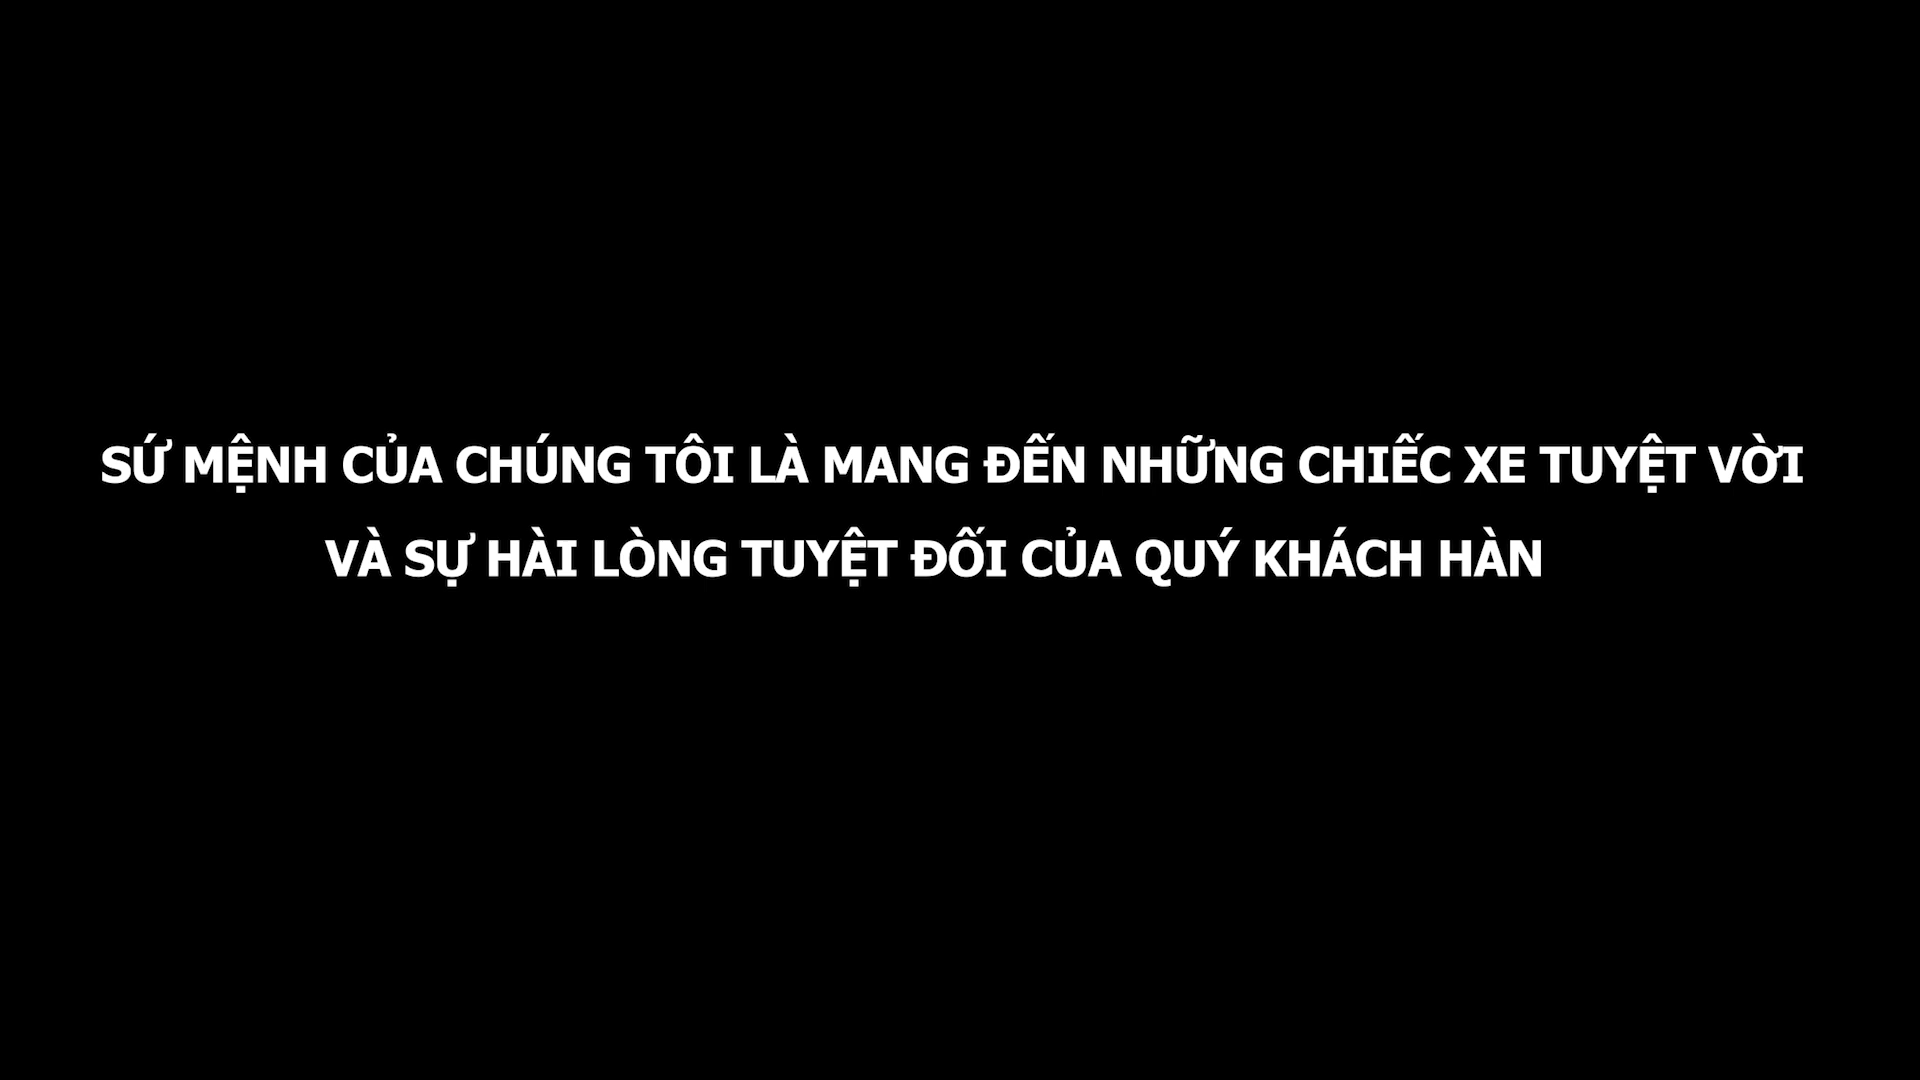 SỨ MỆNH CỦA CHÚNG TÔI LÀ MANG ĐẾN NHỮNG CHIẾC XE TUYỆT VỜI
VÀ SỰ HÀI LÒNG TUYỆT ĐỐI CỦA QUÝ KHÁCH HÀN